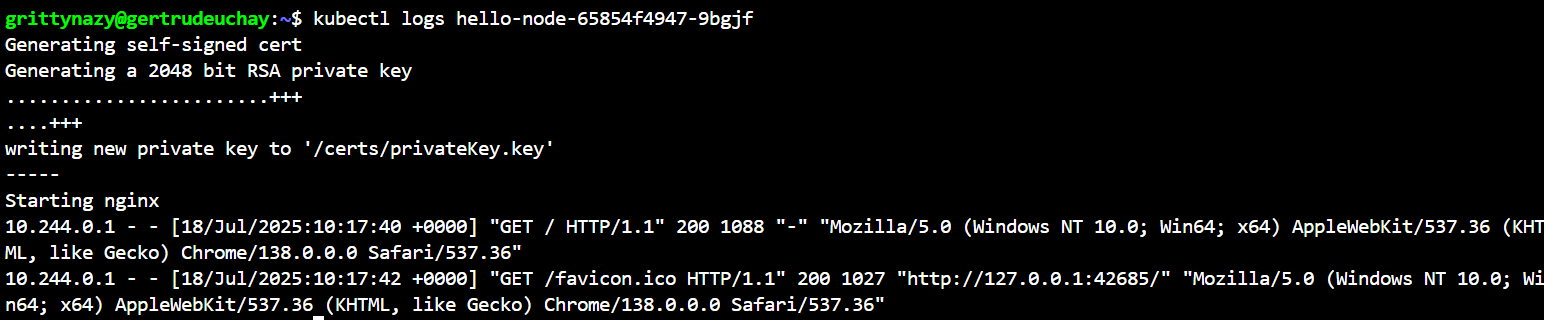 grittynazy@gertrudeuchay:~$ kubectl logs hello-node-65854f4947-9bgjf
Generating self-signed cert
Generating a 2048 bit RSA private key
........................+++
....+++
writing new private key to '/certs/privateKey.key'
-----
Starting nginx
10.244.0.1 - - [18/Jul/2025:10:17:40 +0000] "GET / HTTP/1.1" 200 1088 "-" "Mozilla/5.0 (Windows NT 10.0; Win64; x64) AppleWebKit/537.36 (KHT
ML, like Gecko) Chrome/138.0.0.0 Safari/537.36"
10.244.0.1 - - [18/Jul/2025:10:17:42 +0000] "GET /favicon.ico HTTP/1.1" 200 1027 "http://127.0.0.1:42685/" "Mozilla/5.0 (Windows NT 10.0; Wi
n64; x64) AppleWebKit/537.36 (KHTML, like Gecko) Chrome/138.0.0.0 Safari/537.36"